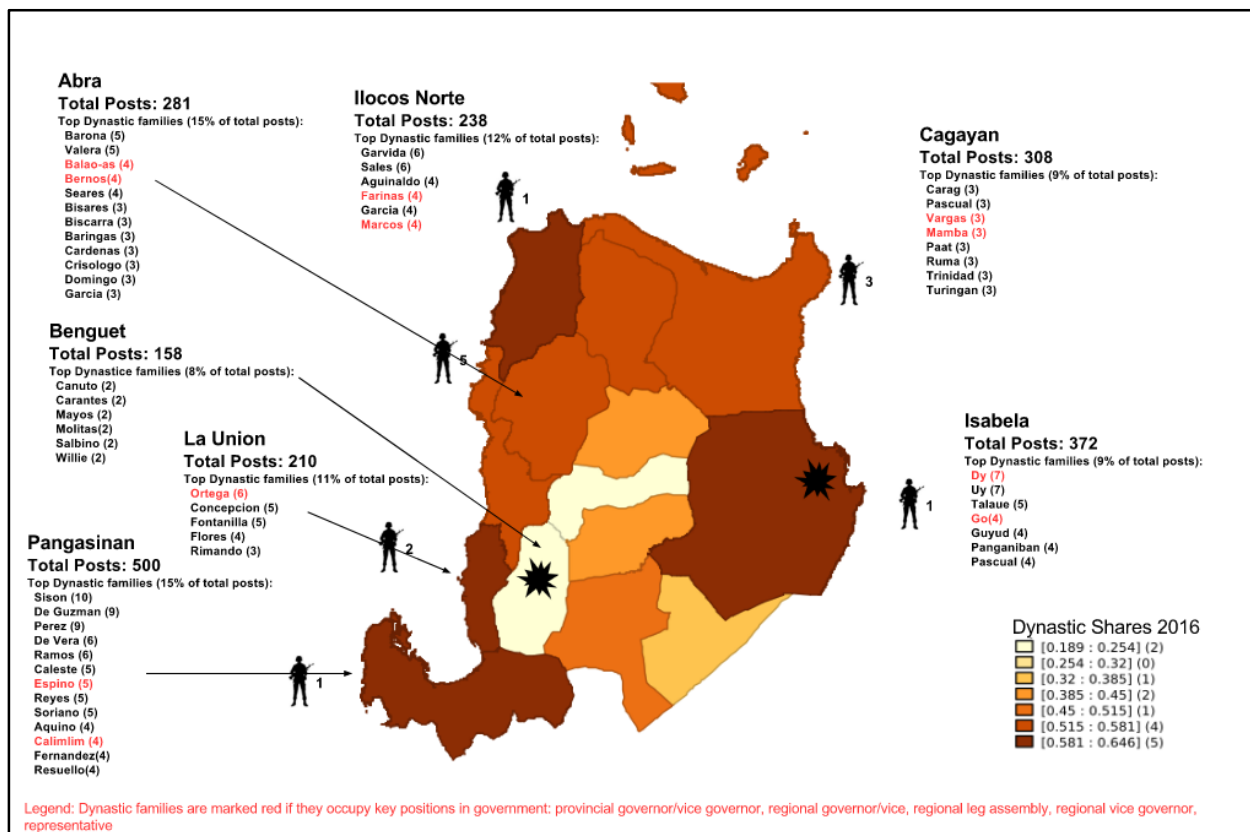 Abra
Total Posts: 281
Top Dynastic families (15% of total posts):
Barona (5)
Valera (5)
Balao-as (4)
Bernos(4)
Seares (4)
Bisares (3)
Biscarra (3)
Baringas (3)
Cardenas (3)
Crisologo (3)
Domingo (3)
Garcia (3)
Ilocos Norte
Total Posts: 238
Top Dynastic families (12% of total posts):
Garvida (6)
Sales (6)
Aguinaldo (4)
Farinas (4)
Garcia (4)
Marcos (4)
1
Cagayan
Total Posts: 308
Top Dynastic families (9% of total posts):
Carag (3)
Pascual (3)
Vargas (3)
Mamba (3)
Paat (3)
Ruma (3)
Trinidad (3)
Turingan (3)
3
Benguet
Total Posts: 158
Top Dynastice families (8% of total posts):
Canuto (2)
Carantes (2)
Mayos (2)
Molitas(2)
Salbino (2)
Willie (2)
5
La Union
Total Posts: 210
Top Dynastic families (11% of total posts):
Ortega (6)
Concepcion (5)
Fontanilla (5)
Flores (4)
Rimando (3)
2
Isabela
Total Posts: 372
Top Dynastic families (9% of total posts):
Dy (7)
Uy (7)
Talaue (5)
Go(4)
Guyud (4)
Panganiban (4)
Pascual (4)
1
Pangasinan
Total Posts: 500
Top Dynastic families (15% of total posts):
Sison (10)
De Guzman (9)
Perez (9)
De Vera (6)
Ramos (6)
Caleste (5)
Espino (5)
Reyes (5)
Soriano (5)
Aquino (4)
Calimlim (4)
Fernandez(4)
Resuello(4)
1
Dynastic Shares 2016
[0.189 : 0.254] (2)
[0.254 : 0.32] (0)
[0.32 : 0.385] (1)
[0.385 : 0.45] (2)
[0.45 : 0.515] (1)
[0.515 : 0.581] (4)
[0.581 : 0.646] (5)
Legend: Dynastic families are marked red if they occupy key positions in government: provincial governor/vice governor, regional governor/vice, regional leg assembly, regional vice governor,
representative